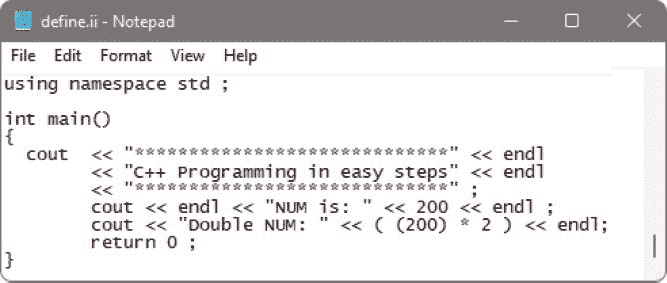 define.ii - Notepad
File Edit Format View Help
using namespace std ;
int main()
{
cout << "*****************************" << endl
<< "C++ Programming in easy steps" << endl
<< "*****************************" ;
cout << endl << "NUM is: " << 200 << endl ;
cout << "Double NUM: " << ( (200) * 2 ) << endl;
return 0 ;
}